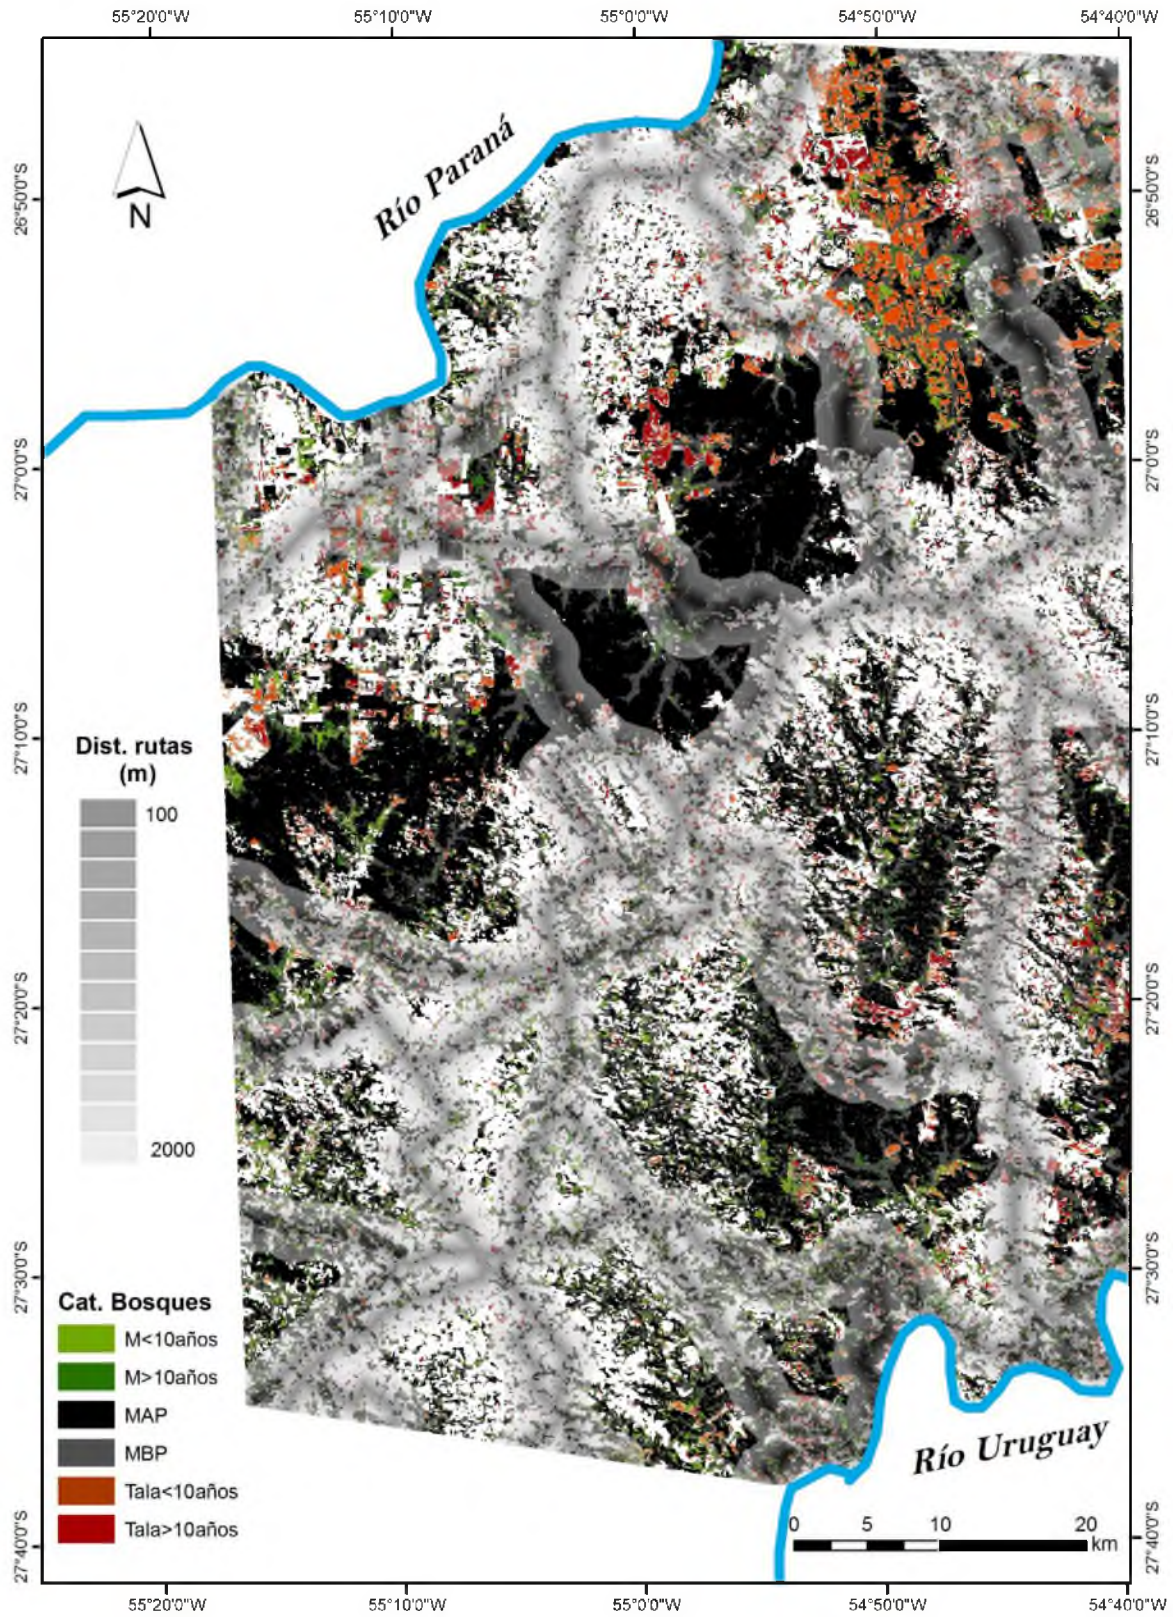 55°20'0"W 55°10'0"W 55°0'0"W 54°50'0"W 54°40'0"W
N
Río Paraná
26°50'0"S 26°50'0"S
27°0'0"S 27°0'0"S
27°10'0"S 27°10'0"S
Dist. rutas
(m)
100
2000
27°20'0"S 27°20'0"S
27°30'0"S 27°30'0"S
Cat. Bosques
M<10años
M>10años
MAP
MBP
Tala<10años
Tala>10años
Río Uruguay
0 5 10 20
km
27°40'0"S 27°40'0"S
55°20'0"W 55°10'0"W 55°0'0"W 54°50'0"W 54°40'0"W